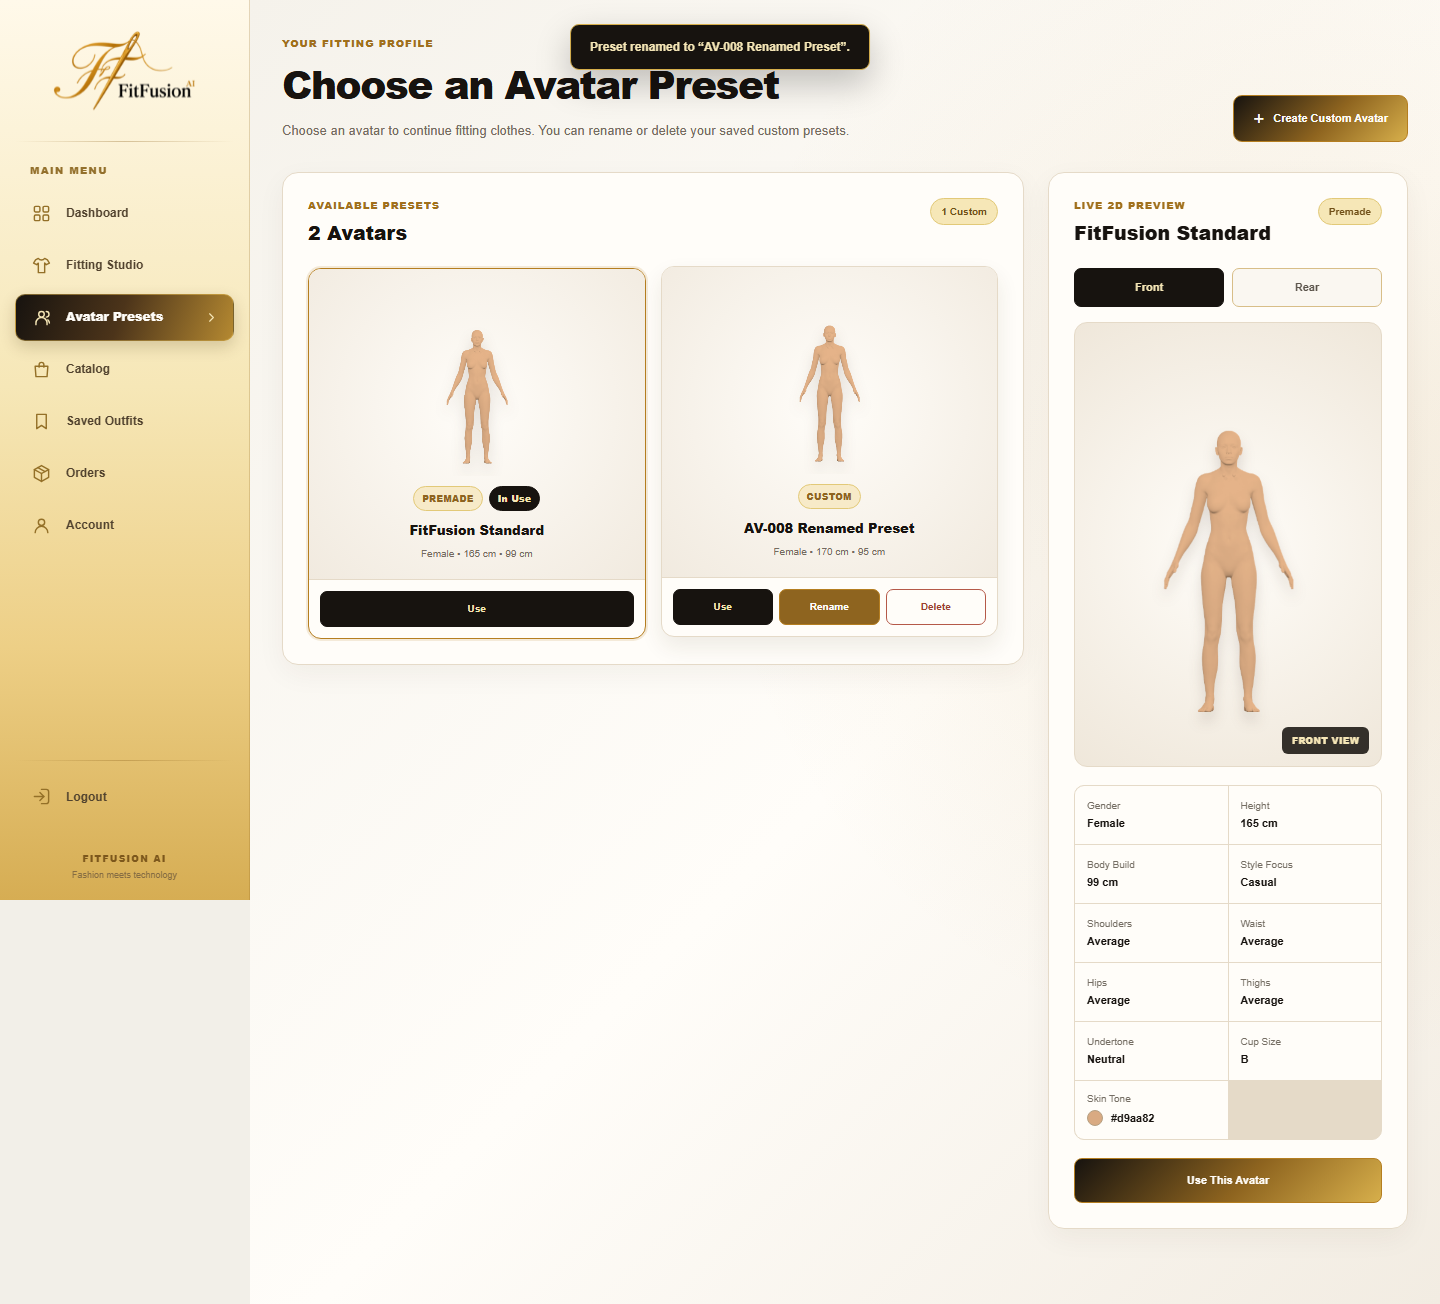 FitFusion AI
MAIN MENU
Dashboard
Fitting Studio
Avatar Presets
Catalog
Saved Outfits
Orders
Account
Logout
FITFUSION AI
Fashion meets technology
Preset renamed to “AV-008 Renamed Preset”.
YOUR FITTING PROFILE
Choose an Avatar Preset
Choose an avatar to continue fitting clothes. You can rename or delete your saved custom presets.
+ Create Custom Avatar
AVAILABLE PRESETS
2 Avatars
1 Custom
PREMADE In Use
FitFusion Standard
Female • 165 cm • 99 cm
Use
CUSTOM
AV-008 Renamed Preset
Female • 170 cm • 95 cm
Use Rename Delete
LIVE 2D PREVIEW
FitFusion Standard
Premade
Front Rear
FRONT VIEW
Gender
Female
Height
165 cm
Body Build
99 cm
Style Focus
Casual
Shoulders
Average
Waist
Average
Hips
Average
Thighs
Average
Undertone
Neutral
Cup Size
B
Skin Tone
#d9aa82
Use This Avatar